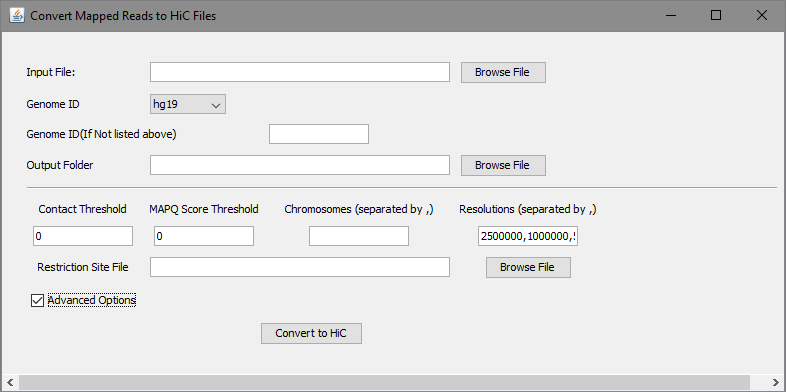 Convert Mapped Reads to HiC Files
Input File: Browse File
Genome ID hg19
Genome ID(If Not listed above)
Output Folder Browse File
Contact Threshold MAPQ Score Threshold Chromosomes (separated by ,) Resolutions (separated by ,)
0 0 2500000,1000000,
Restriction Site File Browse File
Advanced Options
Convert to HiC